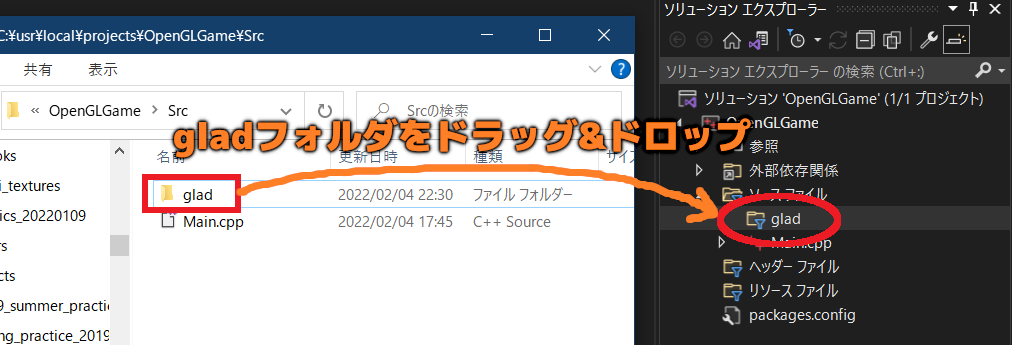 C:¥usr¥local¥projects¥OpenGLGame¥Src
共有 表示
OpenGLGame Src
Srcの検索
gladフォルダをドラッグ&ドロップ
名前 更新日時 種類 サイズ
glad 2022/02/04 22:30 ファイル フォルダー
Main.cpp 2022/02/04 17:45 C++ Source
ooks
i_textures
ics_20220109
rs
cts
9_summer_practice
ng_practice_2019
ソリューション エクスプローラー
ソリューション エクスプローラー の検索 (Ctrl+:)
ソリューション 'OpenGLGame' (1/1 プロジェクト)
OpenGLGame
参照
外部依存関係
ソース ファイル
glad
Main.cpp
ヘッダー ファイル
リソース ファイル
packages.config